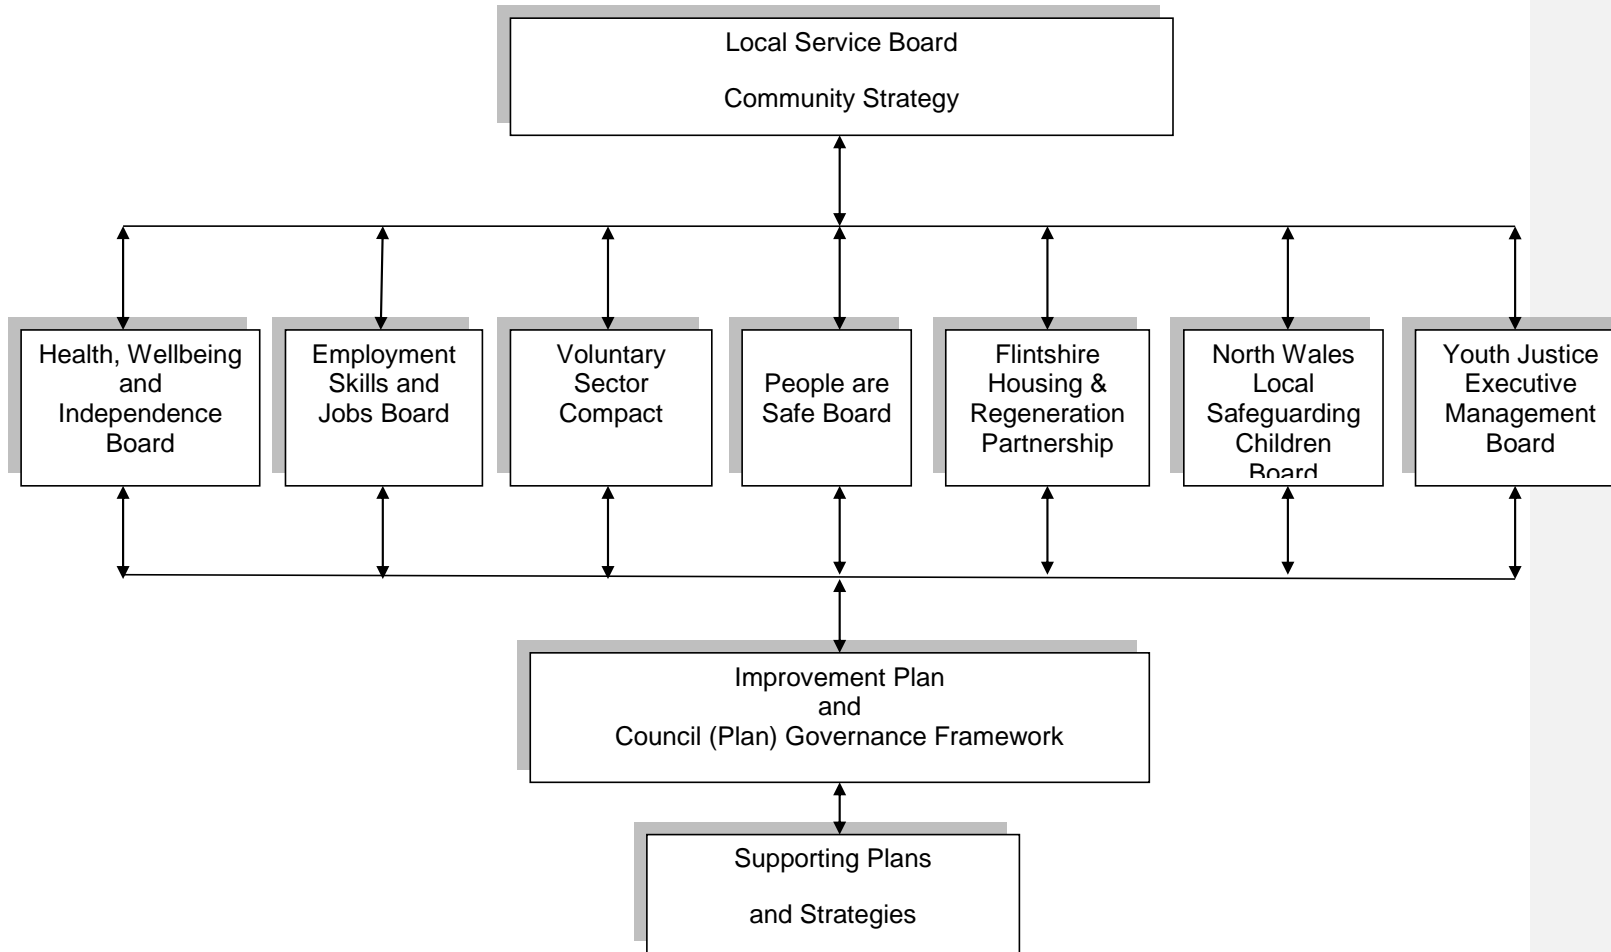 Local Service Board
Community Strategy
Health, Wellbeing
and
Independence
Board
Employment
Skills and
Jobs Board
Voluntary
Sector
Compact
People are
Safe Board
Flintshire
Housing &
Regeneration
Partnership
North Wales
Local
Safeguarding
Children
Board
Youth Justice
Executive
Management
Board
Improvement Plan
and
Council (Plan) Governance Framework
Supporting Plans
and Strategies